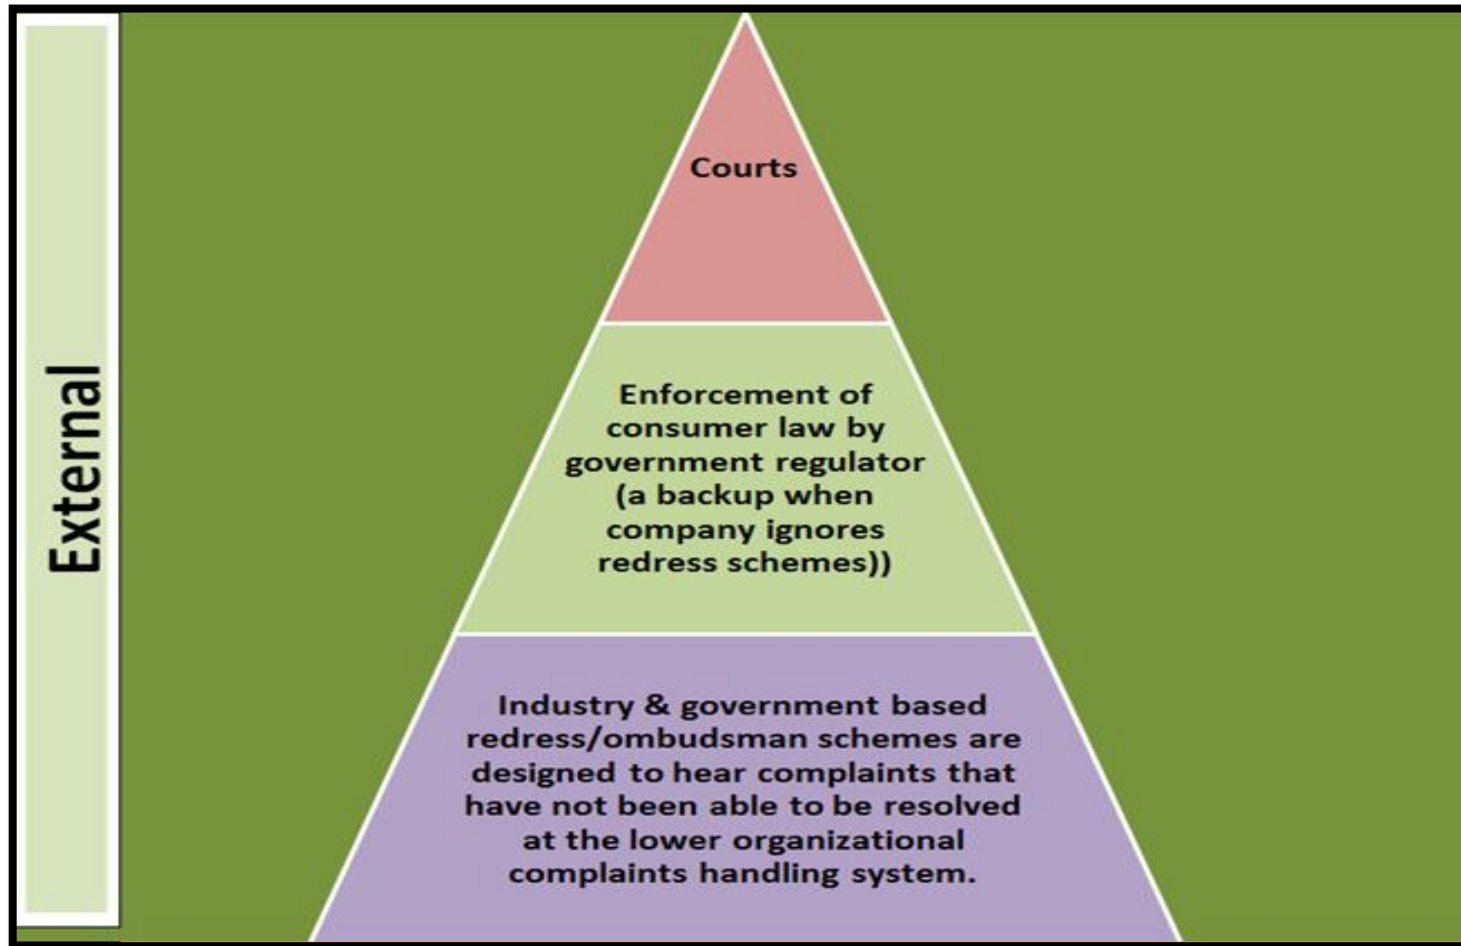 External
Courts
Enforcement of
consumer law by
government regulator
(a backup when
company ignores
redress schemes))
Industry & government based
redress/ombudsman schemes are
designed to hear complaints that
have not been able to be resolved
at the lower organizational
complaints handling system.